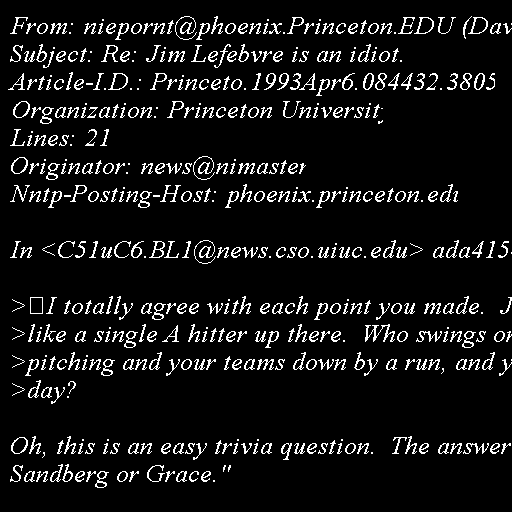 From: niepornt@phoenix.Princeton.EDU (Dav
Subject: Re: Jim Lefebvre is an idiot.
Article-I.D.: Princeto.1993Apr6.084432.3805
Organization: Princeton University
Lines: 21
Originator: news@nimaster
Nntp-Posting-Host: phoenix.princeton.edu

In <C51uC6.BL1@news.cso.uiuc.edu> ada415

>I totally agree with each point you made.  J
>like a single A hitter up there.  Who swings on
>pitching and your teams down by a run, and y
>day?

Oh, this is an easy trivia question.  The answer
Sandberg or Grace."